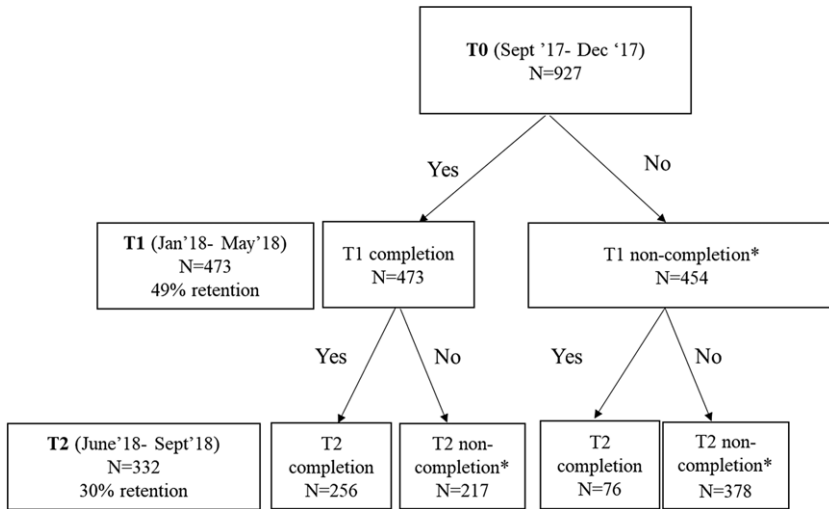 T0 (Sept ’17- Dec ‘17)
N=927
Yes
No
T1 (Jan’18- May’18)
N=473
49% retention
T1 completion
N=473
T1 non-completion*
N=454
Yes
No
Yes
No
T2 (June’18- Sept’18)
N=332
30% retention
T2
completion
N=256
T2 non-
completion*
N=217
T2
completion
N=76
T2 non-
completion*
N=378